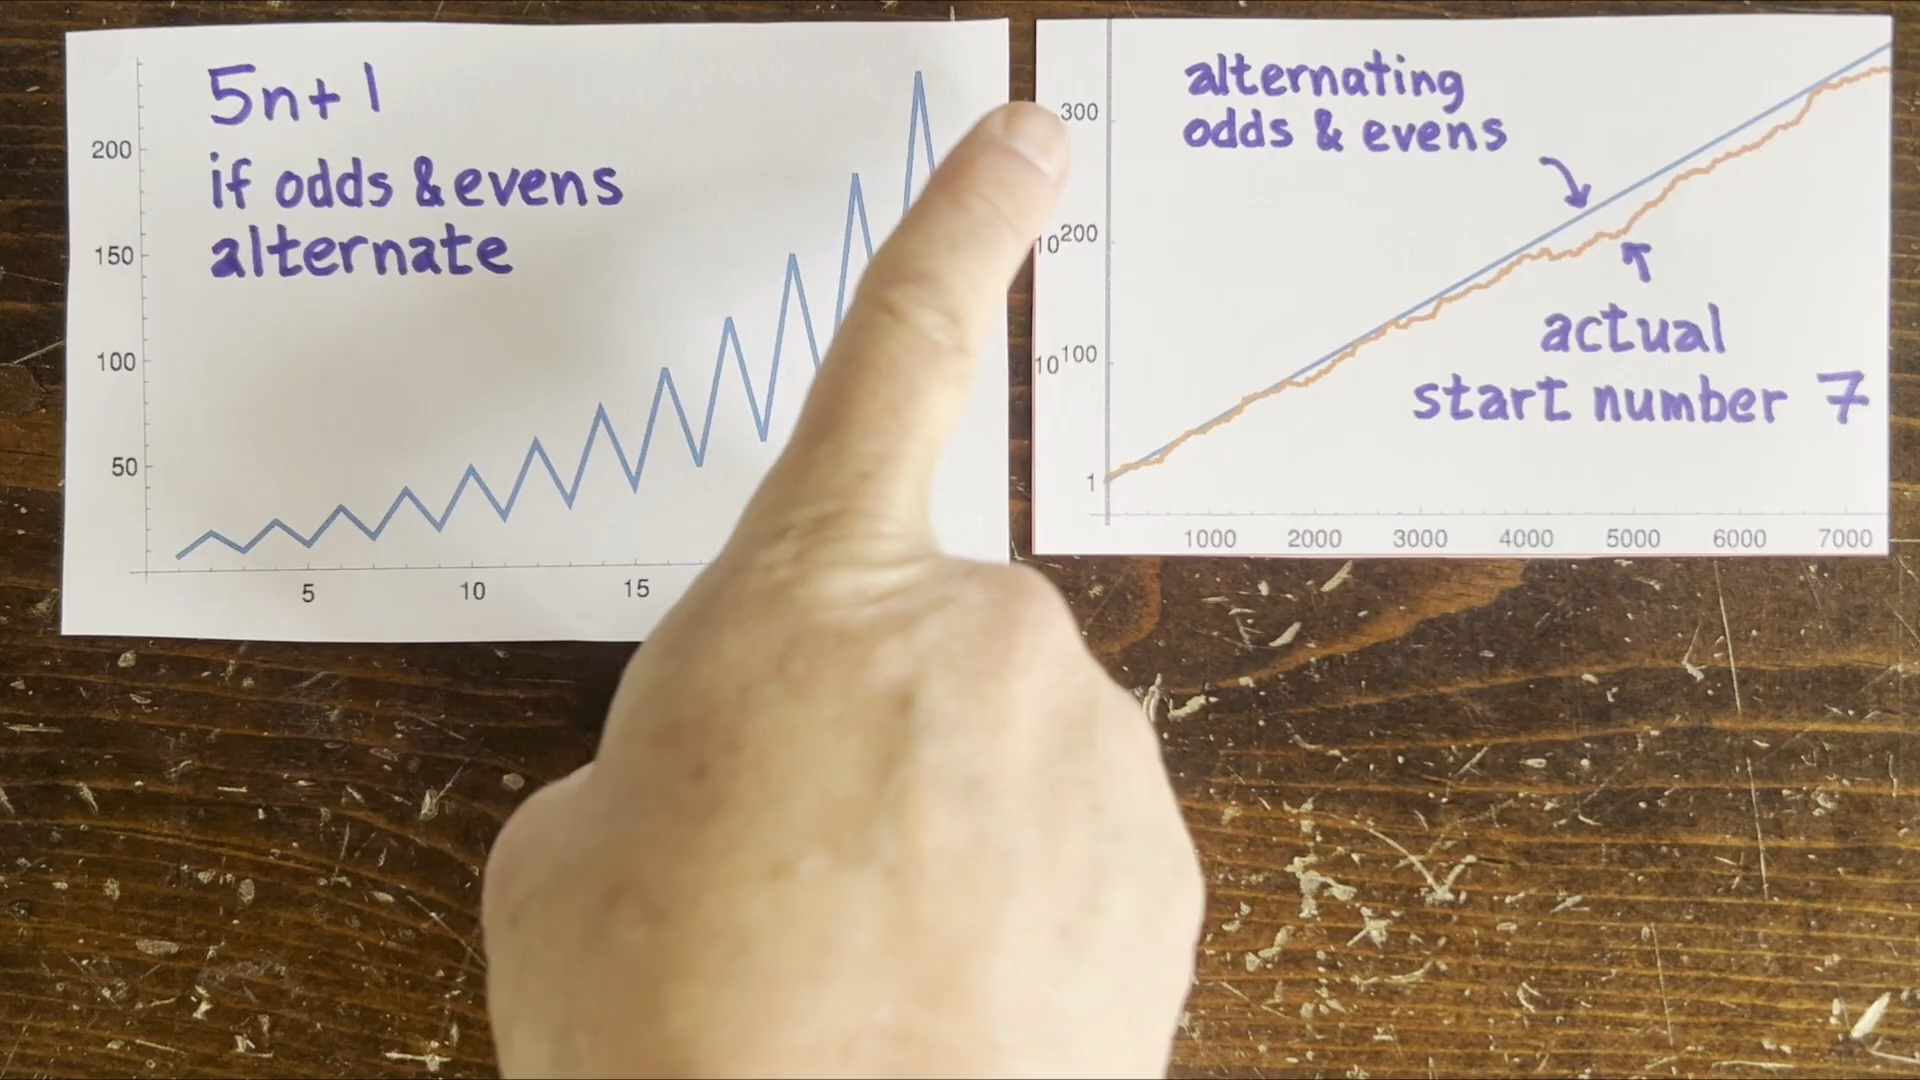 5n+1
if odds & evens
alternate
200
150
100
50
5
10
15
alternating
odds & evens
300
10^200
10^100
1
actual
start number 7
1000
2000
3000
4000
5000
6000
7000